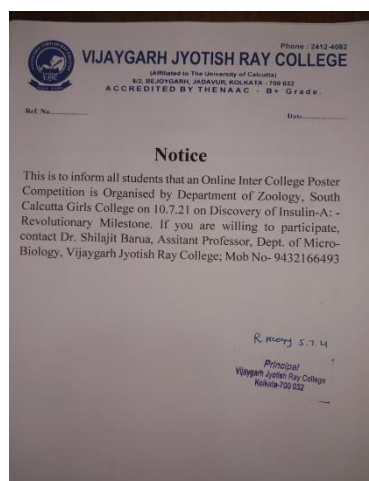 Phone : 2412-4082
VIJAYGARH JYOTISH RAY COLLEGE
(Affiliated to The University of Calcutta)
8/2, BEJOYGARH, JADAVUR, KOLKATA - 700 032
ACCREDITED BY THENAAC - B+ Grade.
Ref. No.
Date
Notice
This is to inform all students that an Online Inter College Poster
Competition is Organised by Department of Zoology, South
Calcutta Girls College on 10.7.21 on Discovery of Insulin-A: -
Revolutionary Milestone. If you are willing to participate,
contact Dr. Shilajit Barua, Assitant Professor, Dept. of Micro-
Biology, Vijaygarh Jyotish Ray College; Mob No- 9432166493
Principal
Vijaygarh Jyotish Ray College
Kolkata-700 032